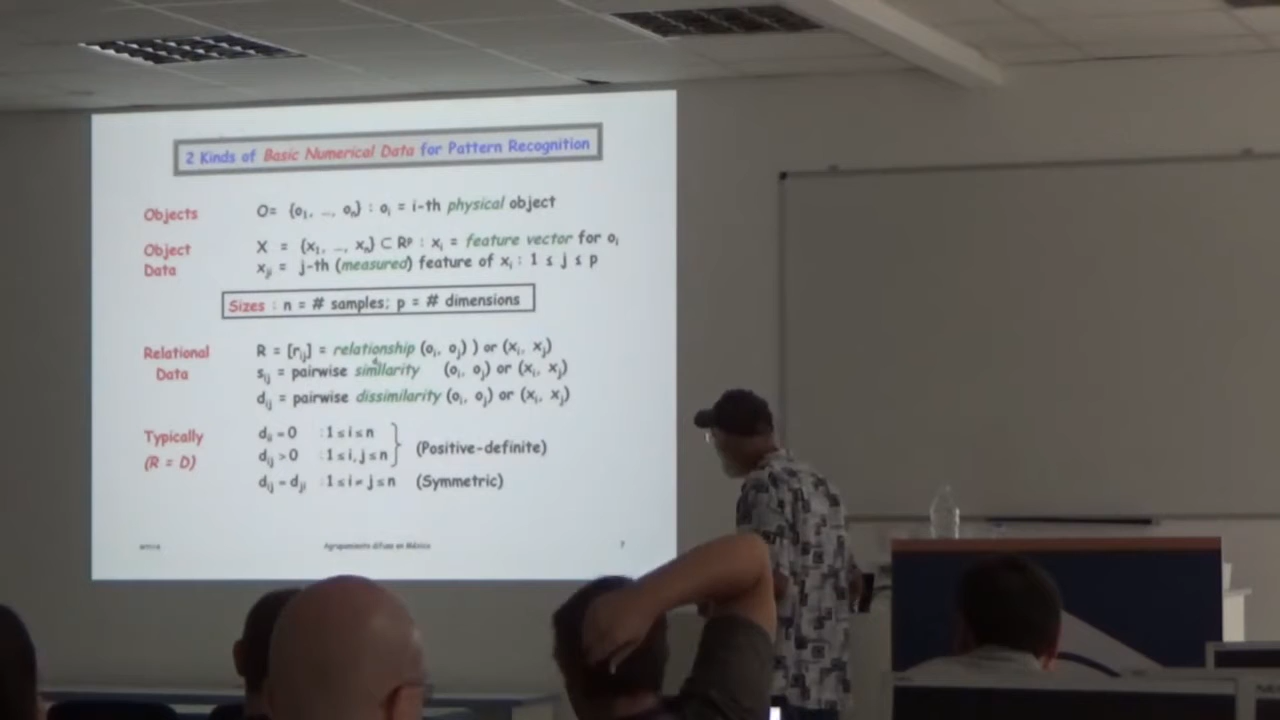 2 Kinds of Basic Numerical Data for Pattern Recognition
Objects O = {o₁, …, oₙ} : oᵢ = i-th physical object
Object Data X = {x₁, …, xₙ} ⊂ Rᵖ : xᵢ = feature vector for oᵢ
xⱼᵢ = j-th (measured) feature of xᵢ : 1 ≤ j ≤ p
Sizes : n = # samples; p = # dimensions
Relational Data R = [rᵢⱼ] = relationship (oᵢ, oⱼ) ) or (xᵢ, xⱼ)
sᵢⱼ = pairwise similarity (oᵢ, oⱼ) or (xᵢ, xⱼ)
dᵢⱼ = pairwise dissimilarity (oᵢ, oⱼ) or (xᵢ, xⱼ)
Typically (R = D) dᵢᵢ = 0 : 1 ≤ i ≤ n
dᵢⱼ > 0 : 1 ≤ i, j ≤ n (Positive-definite)
dᵢⱼ = dⱼᵢ : 1 ≤ i ≠ j ≤ n (Symmetric)
Agrupamiento difuso en México 7